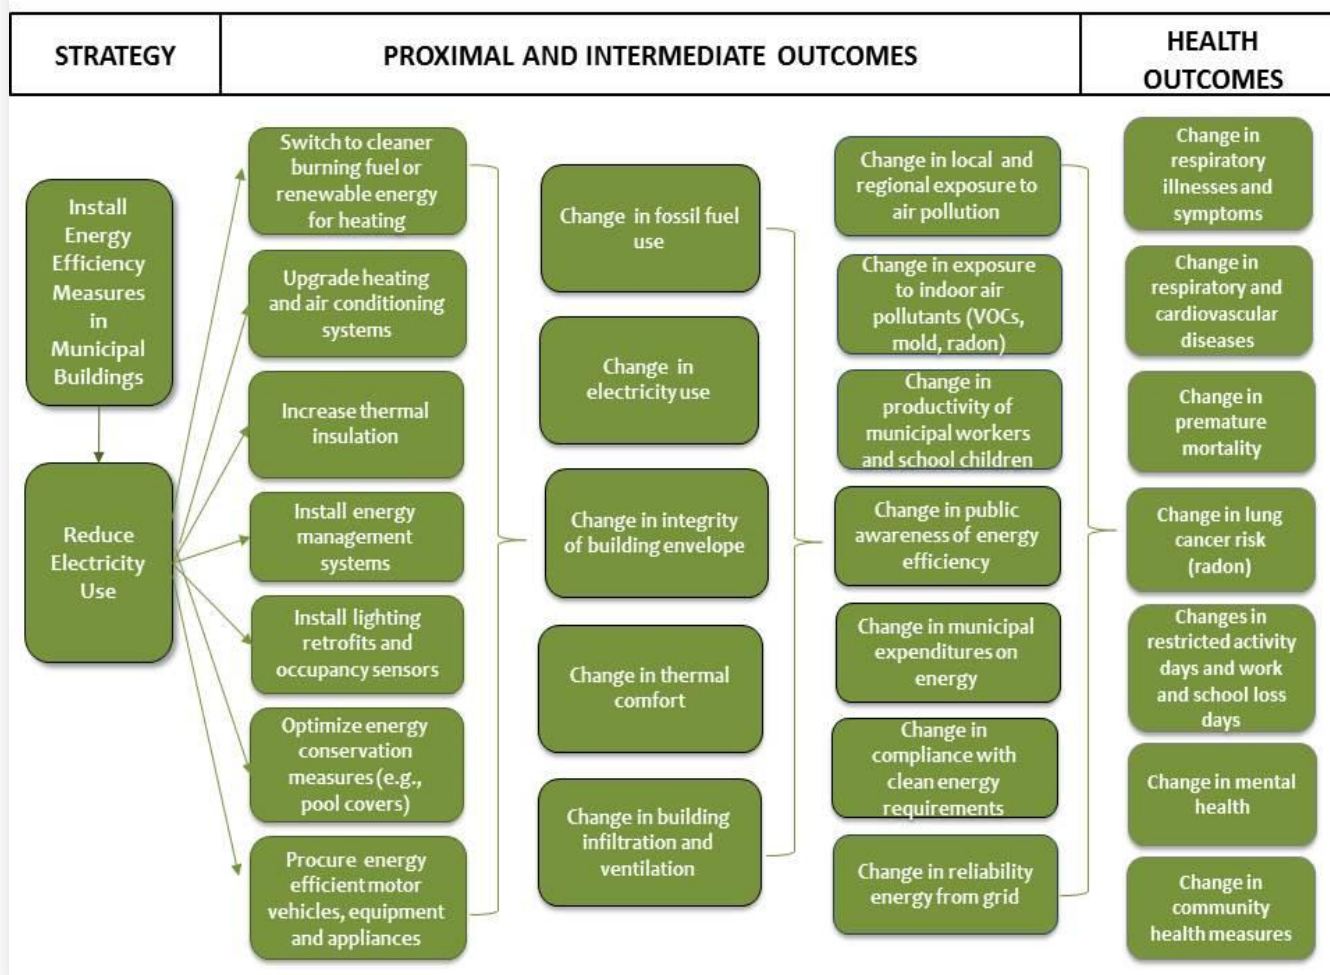 STRATEGY
PROXIMAL AND INTERMEDIATE OUTCOMES
HEALTH
OUTCOMES
Install
Energy
Efficiency
Measures
in
Municipal
Buildings
Reduce
Electricity
Use
Switch to cleaner
burning fuel or
renewable energy
for heating
Upgrade heating
and air conditioning
systems
Increase thermal
insulation
Install energy
management
systems
Install lighting
retrofits and
occupancy sensors
Optimize energy
conservation
measures (e.g.,
pool covers)
Procure energy
efficient motor
vehicles, equipment
and appliances
Change in fossil fuel
use
Change in
electricity use
Change in integrity
of building envelope
Change in thermal
comfort
Change in building
infiltration and
ventilation
Change in local and
regional exposure to
air pollution
Change in exposure
to indoor air
pollutants (VOCs,
mold, radon)
Change in
productivity of
municipal workers
and school children
Change in public
awareness of energy
efficiency
Change in municipal
expenditures on
energy
Change in
compliance with
clean energy
requirements
Change in reliability
energy from grid
Change in
respiratory
illnesses and
symptoms
Change in
respiratory and
cardiovascular
diseases
Change in
premature
mortality
Change in lung
cancer risk
(radon)
Changes in
restricted activity
days and work
and school loss
days
Change in mental
health
Change in
community
health measures